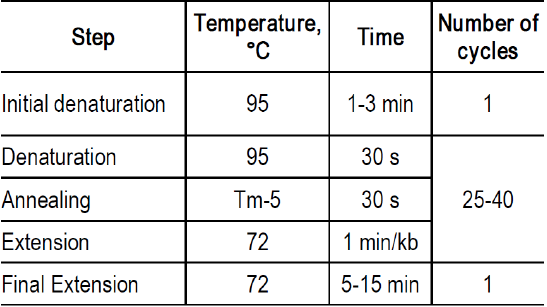 Step Temperature, °C Time Number of cycles
Initial denaturation 95 1-3 min 1
Denaturation 95 30 s
Annealing Tm-5 30 s 25-40
Extension 72 1 min/kb
Final Extension 72 5-15 min 1